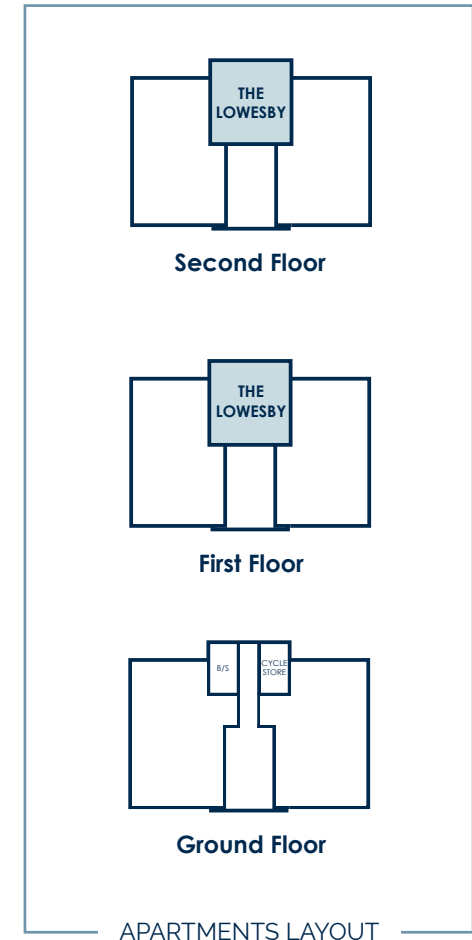 THE
LOWESBY
Second Floor
THE
LOWESBY
First Floor
B/S
CYCLE
STORE
Ground Floor
APARTMENTS LAYOUT